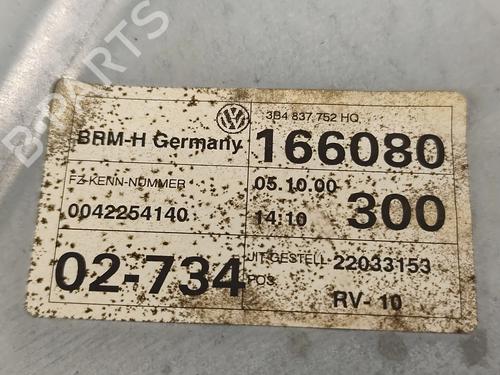 B-PARTS
3B4 837 752 HQ
BRM-H Germany
166080
FZ-KENN-NUMMER
05.10.00
0042254140
14.10
300
02-734
JIT-GESTELL
22033153
POS
RV- 10